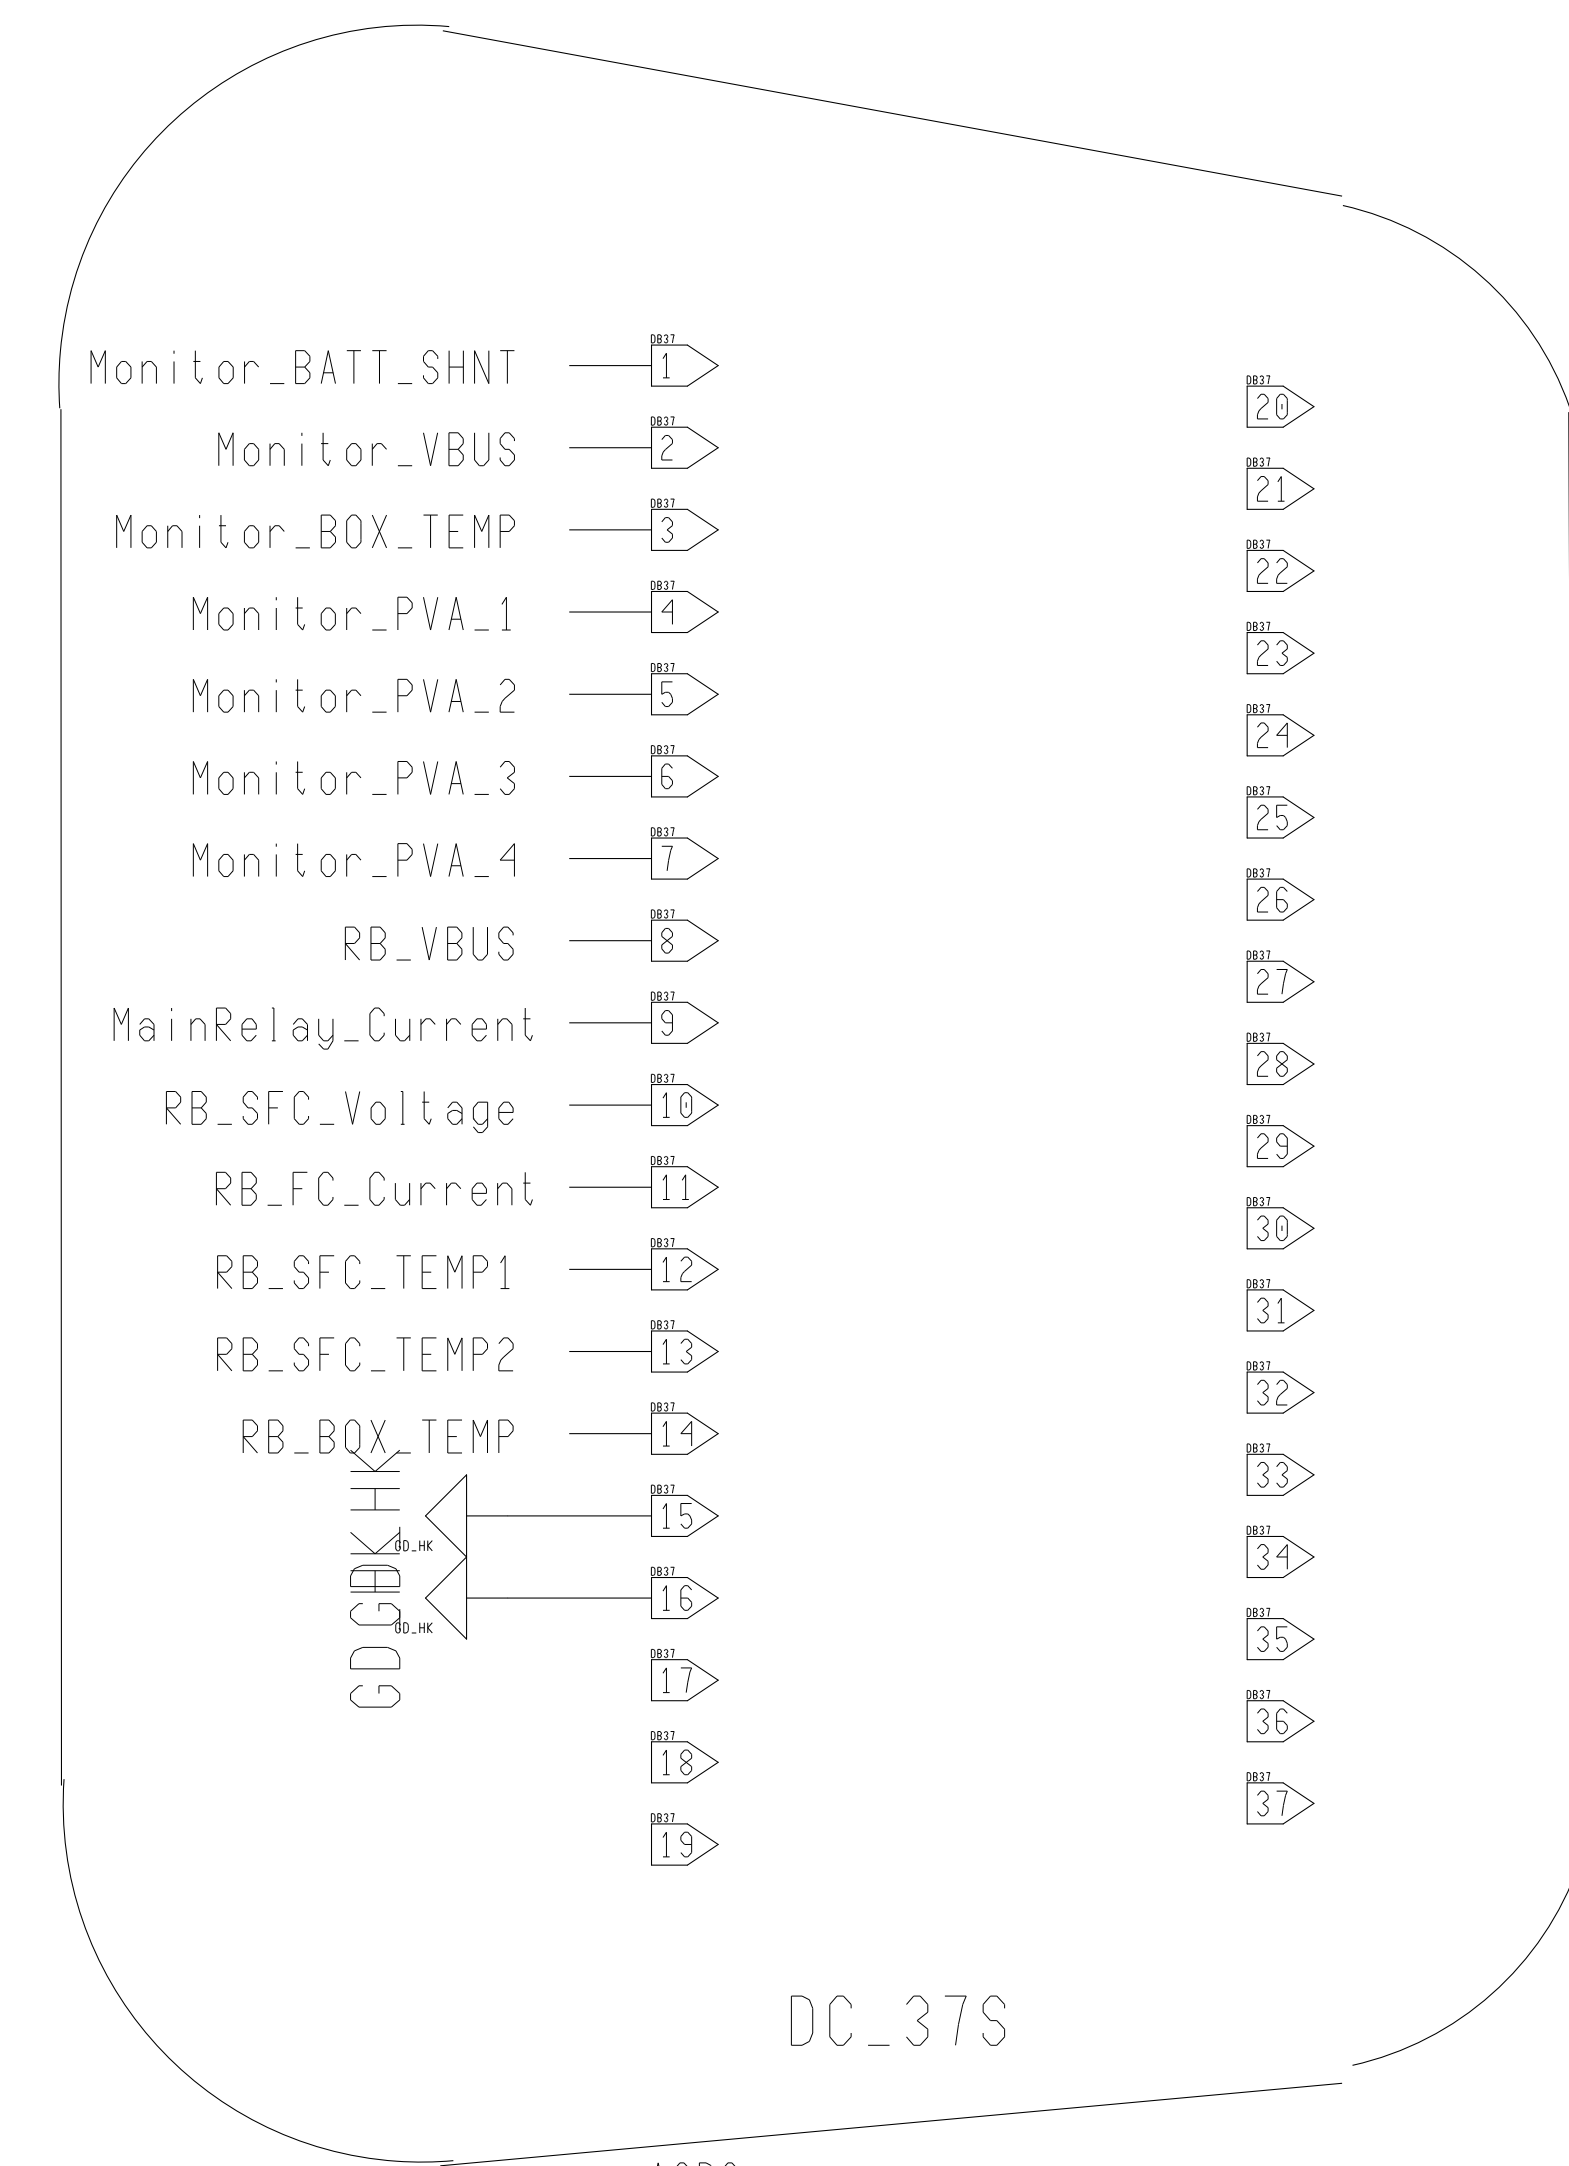 Monitor_BATT_SHNT DB37 1
DB37 20
Monitor_VBUS DB37 2
DB37 21
Monitor_BOX_TEMP DB37 3
DB37 22
Monitor_PVA_1 DB37 4
DB37 23
Monitor_PVA_2 DB37 5
DB37 24
Monitor_PVA_3 DB37 6
DB37 25
Monitor_PVA_4 DB37 7
DB37 26
RB_VBUS DB37 8
DB37 27
MainRelay_Current DB37 9
DB37 28
RB_SFC_Voltage DB37 10
DB37 29
RB_FC_Current DB37 11
DB37 30
RB_SFC_TEMP1 DB37 12
DB37 31
RB_SFC_TEMP2 DB37 13
DB37 32
RB_BOX_TEMP DB37 14
DB37 33
GD_HK GD_HK DB37 15
DB37 34
GD_HK GD_HK DB37 16
DB37 35
DB37 17
DB37 36
DB37 18
DB37 37
DB37 19
DC_37S